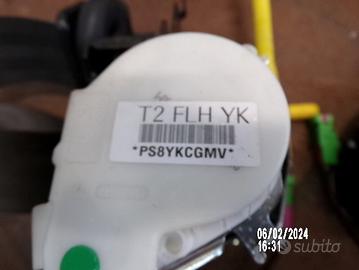 T2 FLH YK
*PS8YKCGMV*
06/02/2024
16:31
subito